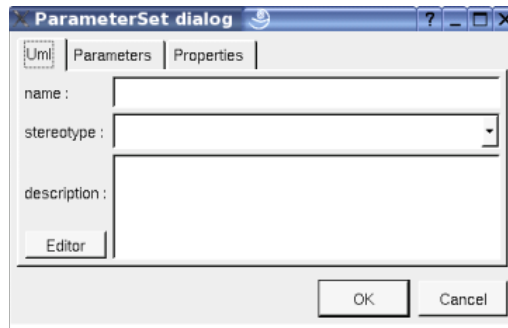 ParameterSet dialog
Uml Parameters Properties
name :
stereotype :
description :
Editor
OK Cancel